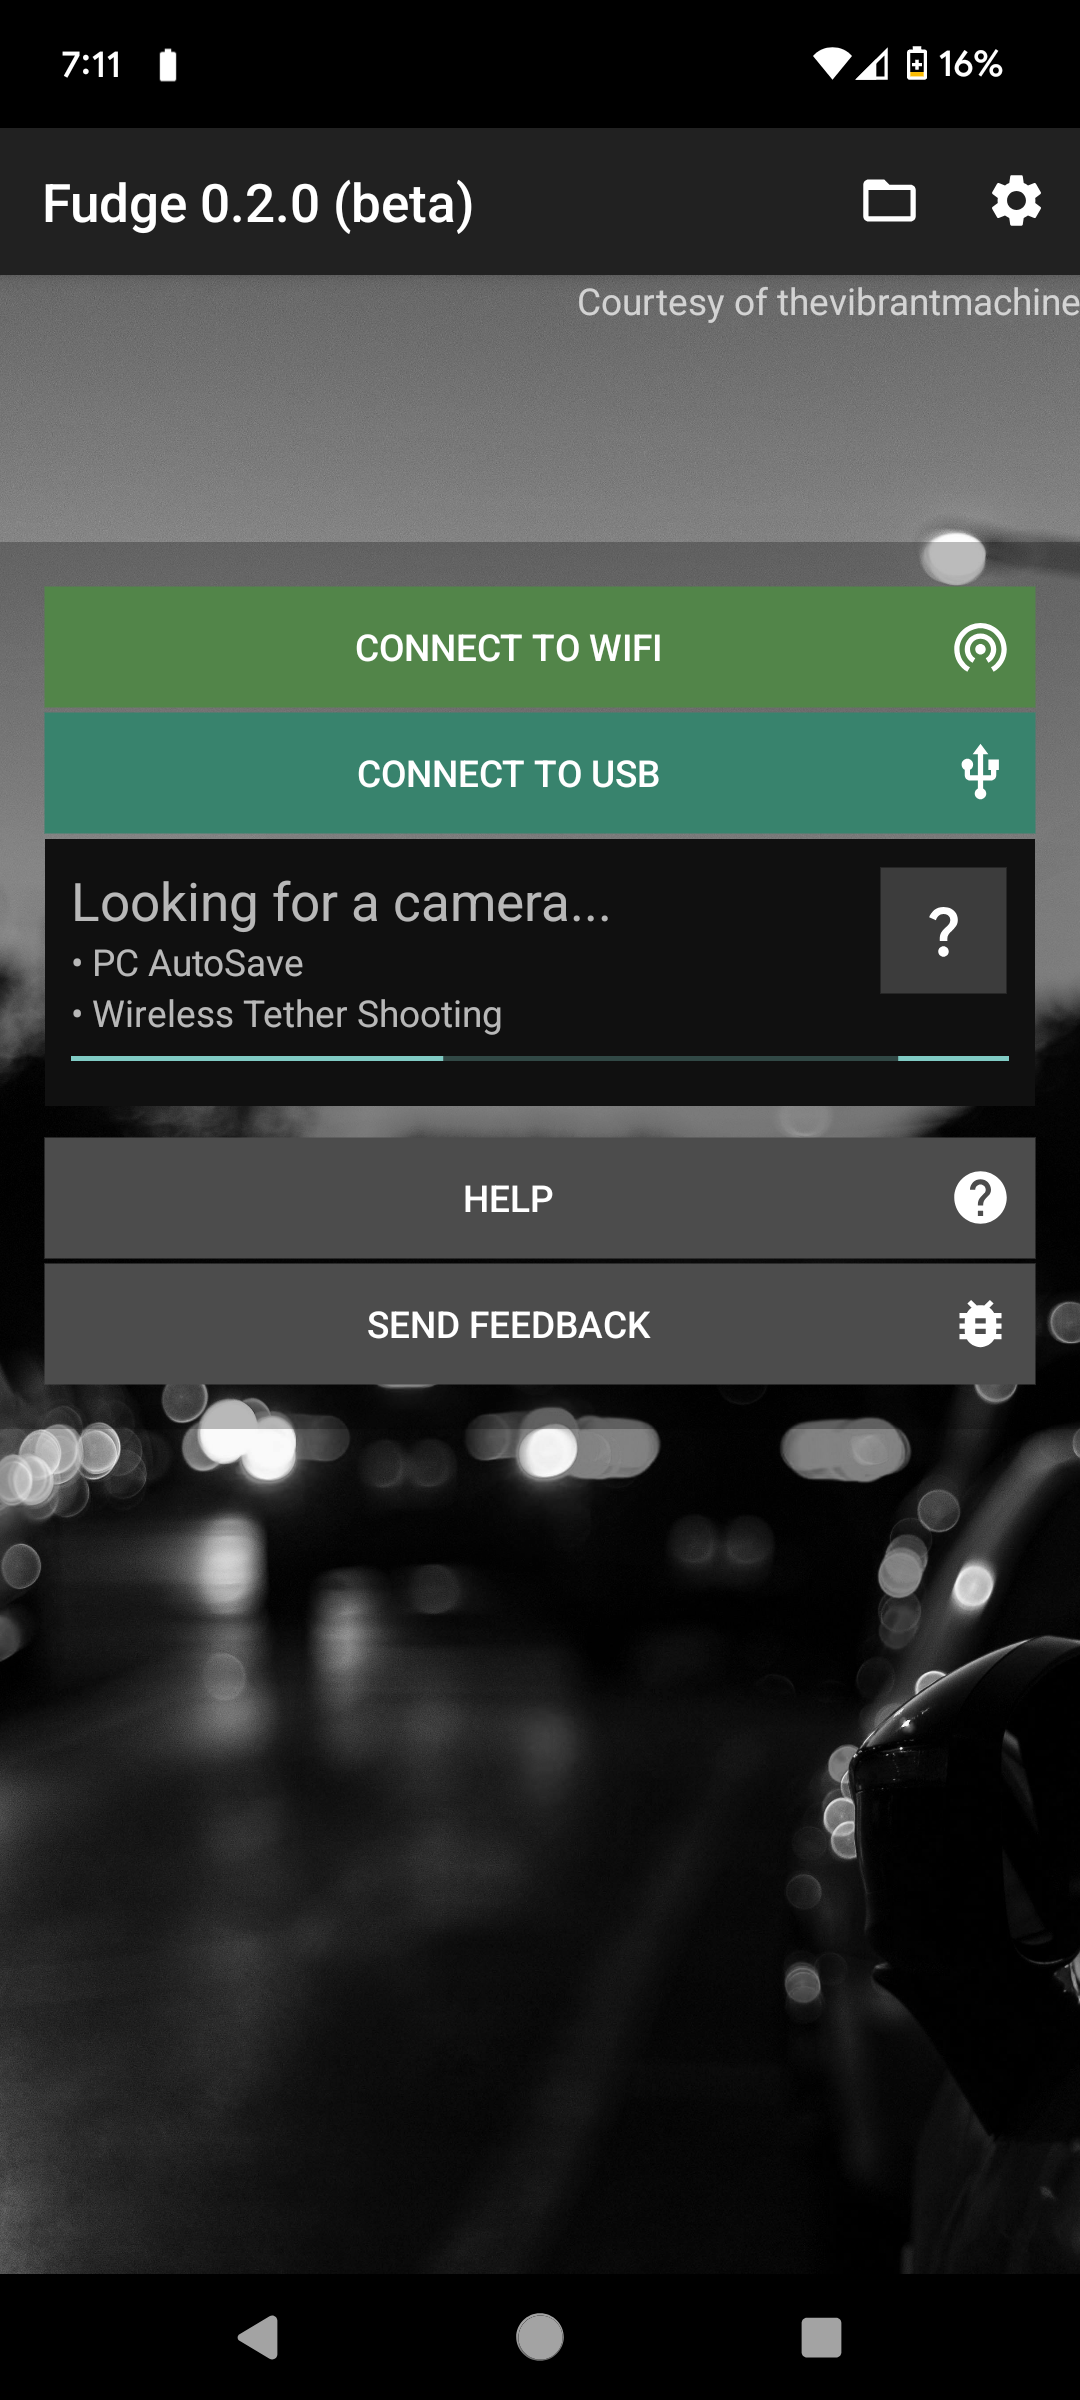 7:11
16%
Fudge 0.2.0 (beta)
Courtesy of thevibrantmachine
CONNECT TO WIFI
CONNECT TO USB
Looking for a camera...
?
• PC AutoSave
• Wireless Tether Shooting
HELP
SEND FEEDBACK